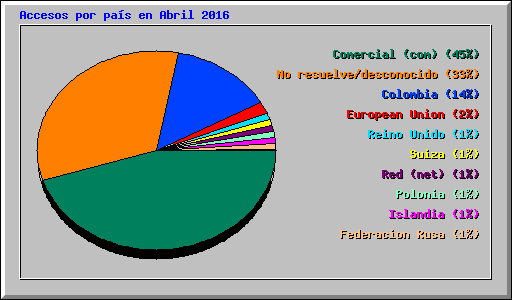 Accesos por país en Abril 2016
Comercial (com) (45%)
No resuelve/desconocido (33%)
Colombia (14%)
European Union (2%)
Reino Unido (1%)
Suiza (1%)
Red (net) (1%)
Polonia (1%)
Islandia (1%)
Federacion Rusa (1%)